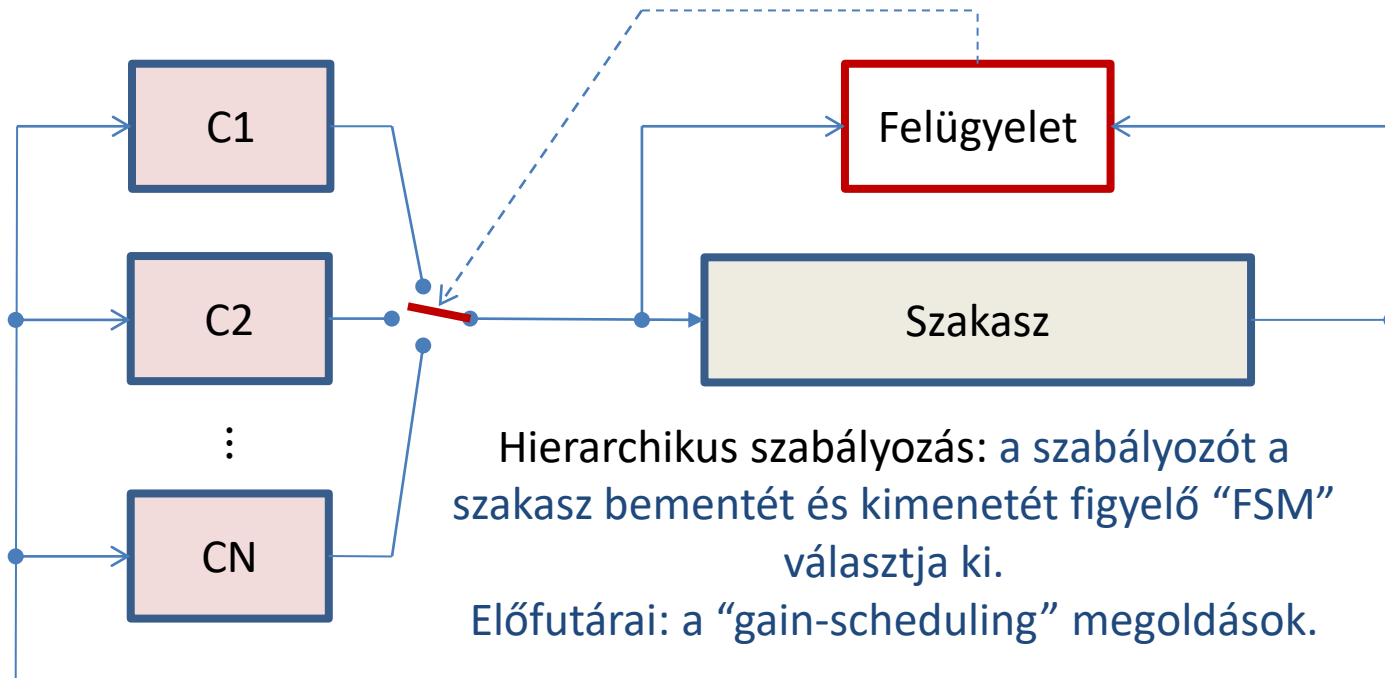 C1
Felügyelet
C2
Szakasz
⋮
CN
Hierarchikus szabályozás: a szabályozót a
szakasz bementét és kimenetét figyelő “FSM”
választja ki.
Előfutárai: a “gain-scheduling” megoldások.